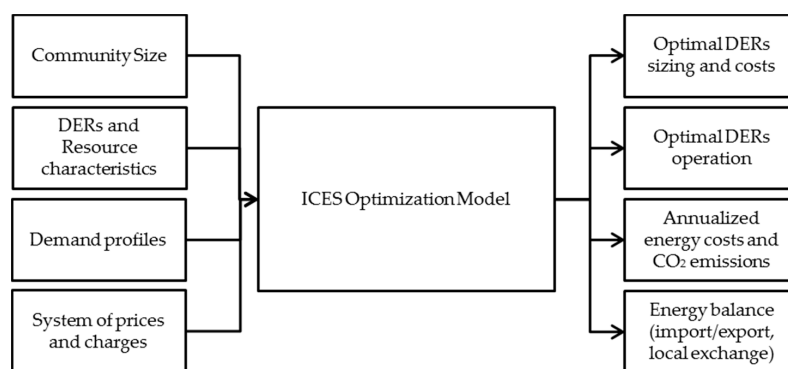 Community Size
DERs and
Resource
characteristics
Demand profiles
System of prices
and charges
ICES Optimization Model
Optimal DERs
sizing and costs
Optimal DERs
operation
Annualized
energy costs and
CO₂ emissions
Energy balance
(import/export,
local exchange)